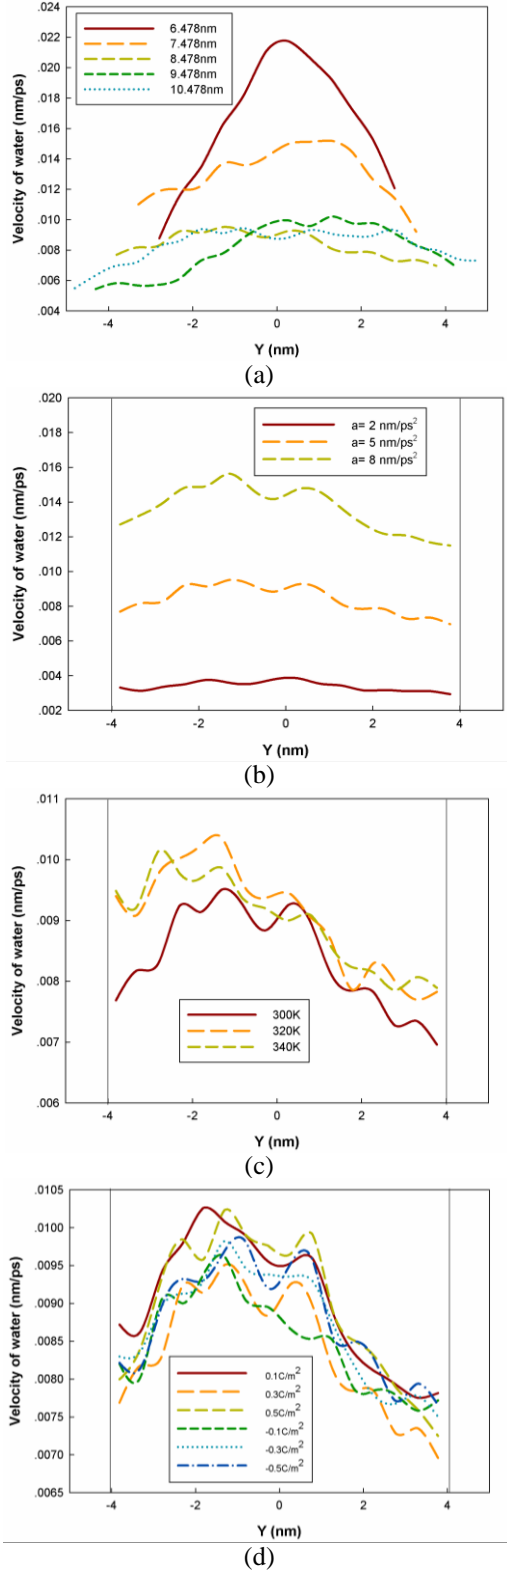 .024
.022
.020
.018
.016
.014
.012
.010
.008
.006
.004
Velocity of water (nm/ps)
6.478nm
7.478nm
8.478nm
9.478nm
10.478nm
-4 -2 0 2 4
Y (nm)
(a)
.020
.018
.016
.014
.012
.010
.008
.006
.004
.002
Velocity of water (nm/ps)
a= 2 nm/ps²
a= 5 nm/ps²
a= 8 nm/ps²
-4 -2 0 2 4
Y (nm)
(b)
.011
.010
.009
.008
.007
.006
Velocity of water (nm/ps)
300K
320K
340K
-4 -2 0 2 4
Y (nm)
(c)
.0105
.0100
.0095
.0090
.0085
.0080
.0075
.0070
.0065
Velocity of water (nm/ps)
0.1C/m²
0.3C/m²
0.5C/m²
-0.1C/m²
-0.3C/m²
-0.5C/m²
-4 -2 0 2 4
Y (nm)
(d)